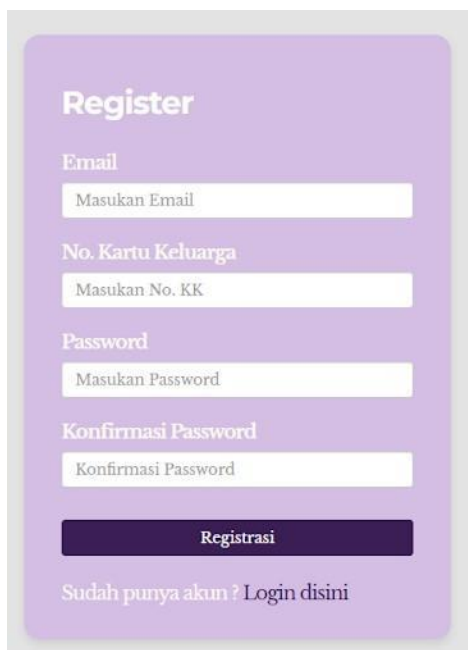 Register
Email
Masukan Email
No. Kartu Keluarga
Masukan No. KK
Password
Masukan Password
Konfirmasi Password
Konfirmasi Password
Registrasi
Sudah punya akun ? Login disini